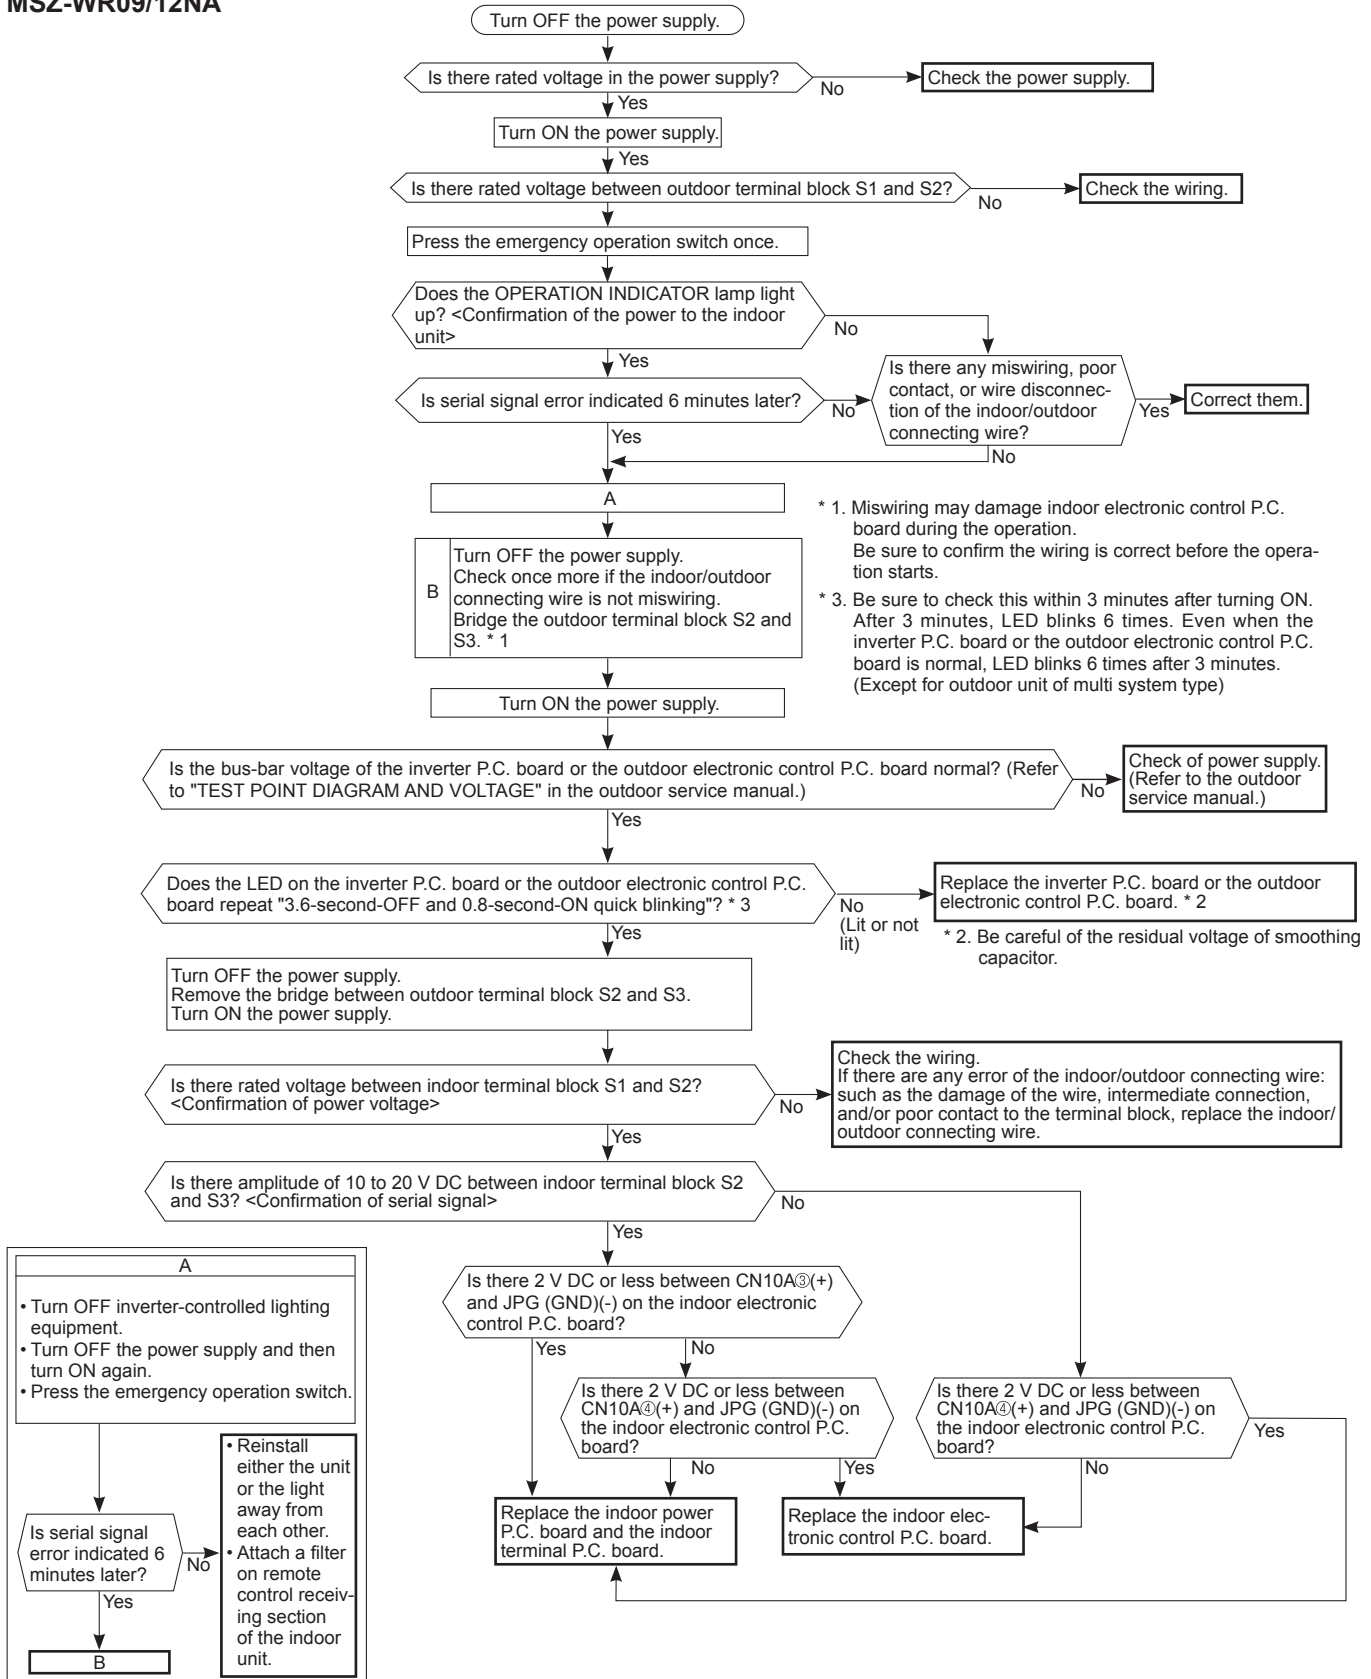 MSZ-WR09/12NA
Turn OFF the power supply.
Is there rated voltage in the power supply?
No
Check the power supply.
Yes
Turn ON the power supply.
Yes
Is there rated voltage between outdoor terminal block S1 and S2?
No
Check the wiring.
Press the emergency operation switch once.
Does the OPERATION INDICATOR lamp light
up? <Confirmation of the power to the indoor
unit>
No
Yes
Is there any miswiring, poor
contact, or wire disconnec-
tion of the indoor/outdoor
connecting wire?
Yes
Correct them.
Is serial signal error indicated 6 minutes later?
No
Yes
No
A
* 1. Miswiring may damage indoor electronic control P.C.
board during the operation.
Be sure to confirm the wiring is correct before the opera-
tion starts.
* 3. Be sure to check this within 3 minutes after turning ON.
After 3 minutes, LED blinks 6 times. Even when the
inverter P.C. board or the outdoor electronic control P.C.
board is normal, LED blinks 6 times after 3 minutes.
(Except for outdoor unit of multi system type)
B
Turn OFF the power supply.
Check once more if the indoor/outdoor
connecting wire is not miswiring.
Bridge the outdoor terminal block S2 and
S3. * 1
Turn ON the power supply.
Is the bus-bar voltage of the inverter P.C. board or the outdoor electronic control P.C. board normal? (Refer
to "TEST POINT DIAGRAM AND VOLTAGE" in the outdoor service manual.)
No
Check of power supply.
(Refer to the outdoor
service manual.)
Yes
Does the LED on the inverter P.C. board or the outdoor electronic control P.C.
board repeat "3.6-second-OFF and 0.8-second-ON quick blinking"? * 3
No
(Lit or not
lit)
Replace the inverter P.C. board or the outdoor
electronic control P.C. board. * 2
* 2. Be careful of the residual voltage of smoothing
capacitor.
Yes
Turn OFF the power supply.
Remove the bridge between outdoor terminal block S2 and S3.
Turn ON the power supply.
Is there rated voltage between indoor terminal block S1 and S2?
<Confirmation of power voltage>
No
Check the wiring.
If there are any error of the indoor/outdoor connecting wire:
such as the damage of the wire, intermediate connection,
and/or poor contact to the terminal block, replace the indoor/
outdoor connecting wire.
Yes
Is there amplitude of 10 to 20 V DC between indoor terminal block S2
and S3? <Confirmation of serial signal>
No
Yes
Is there 2 V DC or less between CN10A③(+)
and JPG (GND)(-) on the indoor electronic
control P.C. board?
Yes
No
Is there 2 V DC or less between
CN10A④(+) and JPG (GND)(-) on
the indoor electronic control P.C.
board?
No
Yes
Is there 2 V DC or less between
CN10A④(+) and JPG (GND)(-) on
the indoor electronic control P.C.
board?
Yes
No
Replace the indoor power
P.C. board and the indoor
terminal P.C. board.
Replace the indoor elec-
tronic control P.C. board.
A
• Turn OFF inverter-controlled lighting
equipment.
• Turn OFF the power supply and then
turn ON again.
• Press the emergency operation switch.
Is serial signal
error indicated 6
minutes later?
No
• Reinstall
either the unit
or the light
away from
each other.
• Attach a filter
on remote
control receiv-
ing section
of the indoor
unit.
Yes
B